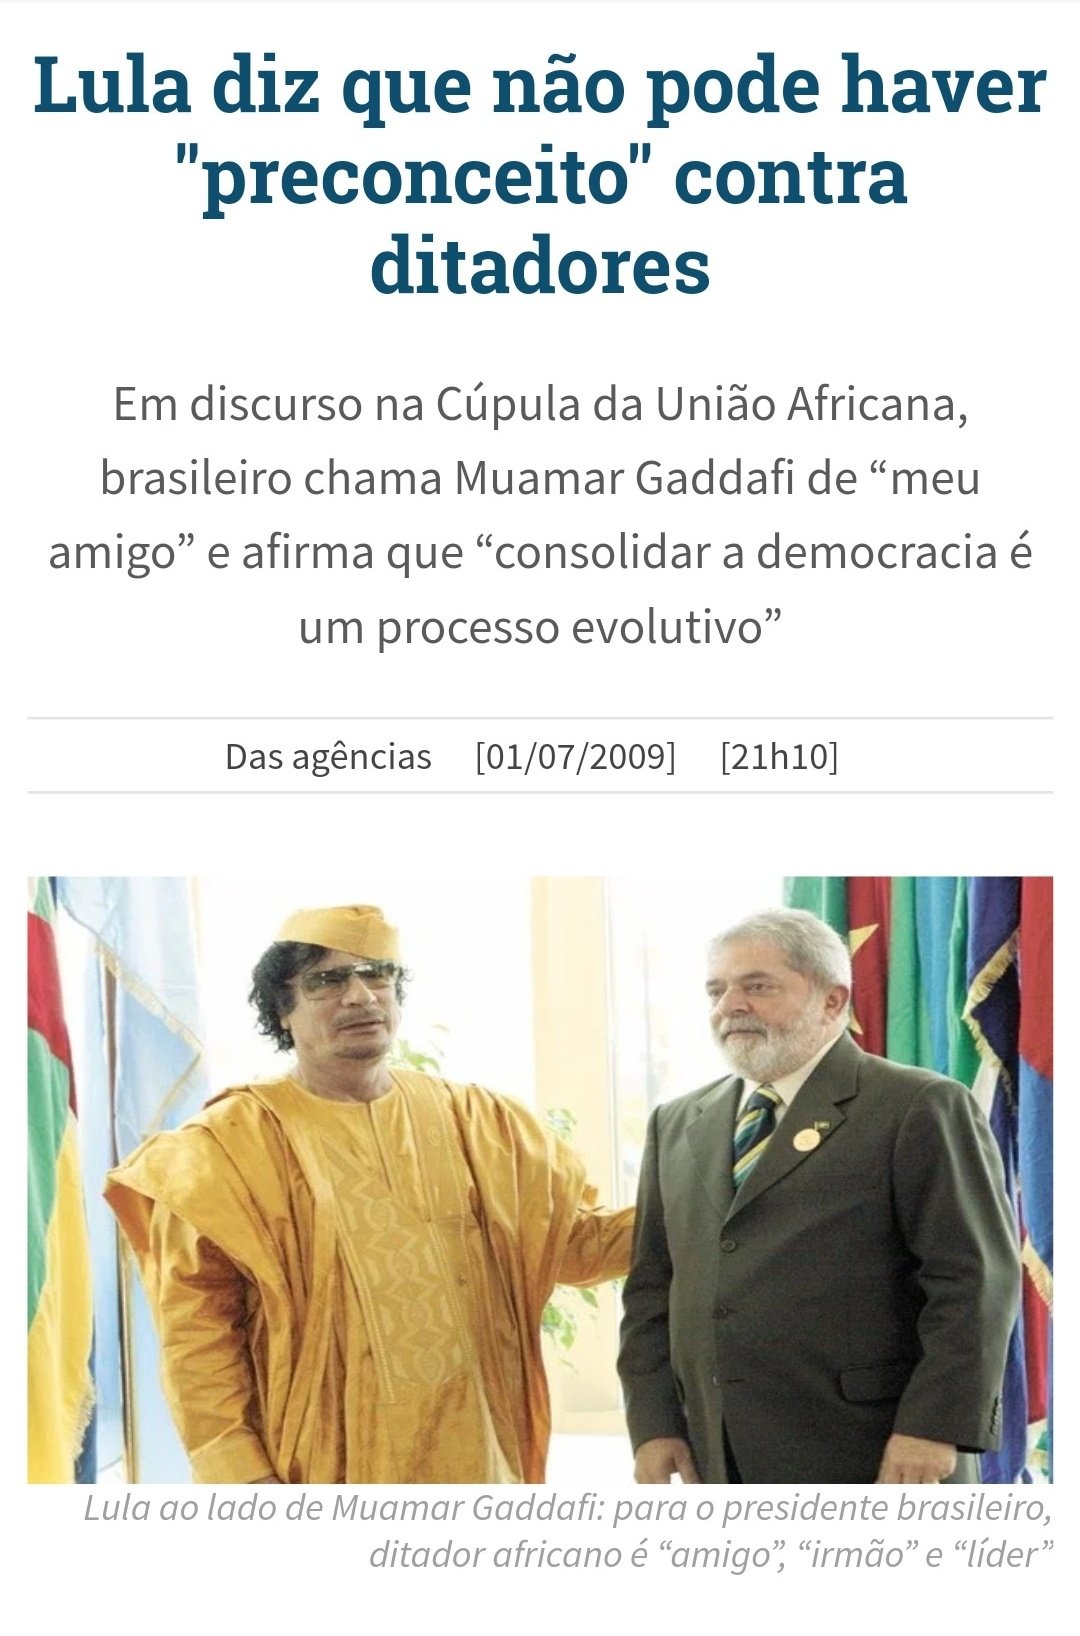 Lula diz que não pode haver
"preconceito" contra
ditadores
Em discurso na Cúpula da União Africana,
brasileiro chama Muamar Gaddafi de “meu
amigo” e afirma que “consolidar a democracia é
um processo evolutivo”
Das agências [01/07/2009] [21h10]
Lula ao lado de Muamar Gaddafi: para o presidente brasileiro,
ditador africano é “amigo”, “irmão” e “líder”